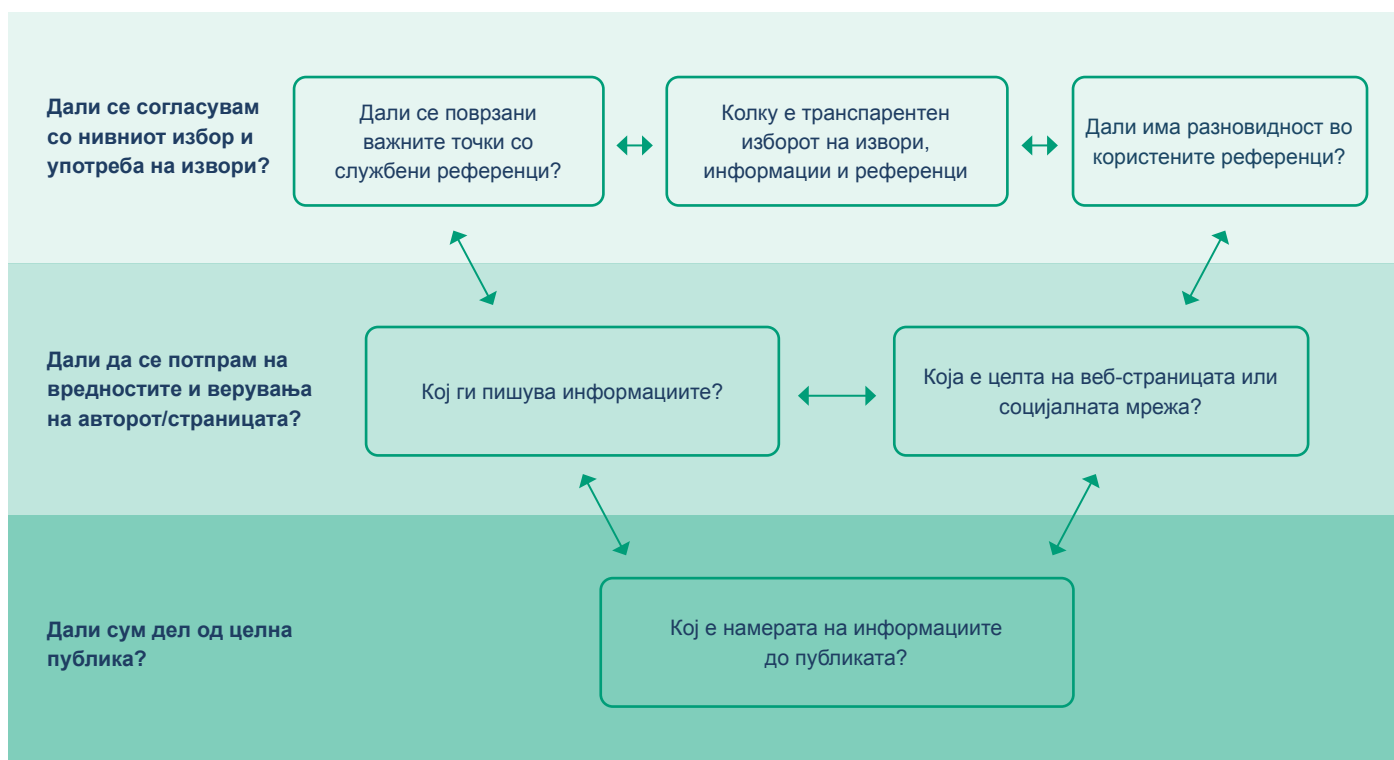 Дали се согласувам
со нивниот избор и
употреба на извори?
Дали се поврзани
важните точки со
службени референци?
Колку е транспарентен
изборот на извори,
информации и референци
Дали има разновидност во
користените референци?
Дали да се потпрам на
вредностите и верувања
на авторот/страницата?
Кој ги пишува информациите?
Која е целта на веб-страницата или
социјалната мрежа?
Дали сум дел од целна
публика?
Кој е намерата на информациите
до публиката?